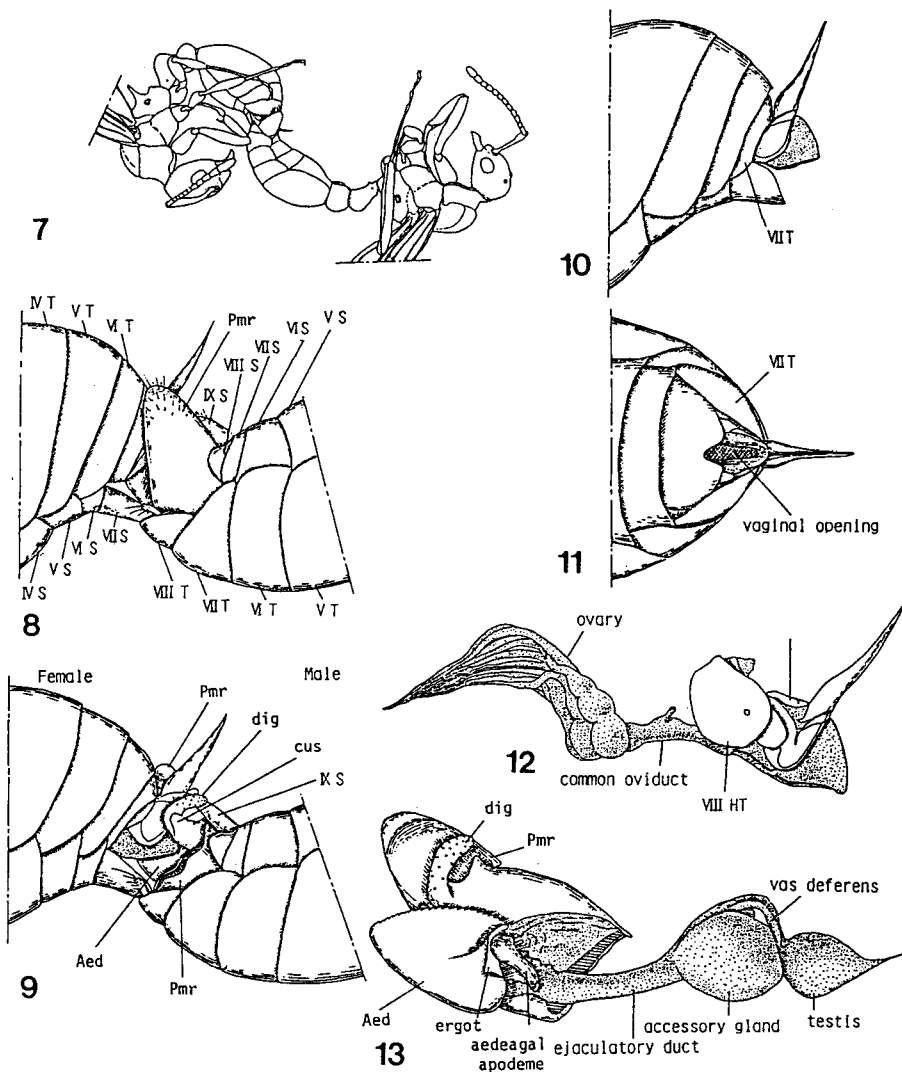 7
10
VII T
IV T
V T
VI T
Pmr
IX S
VIII S
VII S
VI S
V S
IV S
V S
VI S
VII S
VIII T
VII T
VI T
V T
8
VII T
vaginal opening
11
Female
Male
Pmr
dig
cus
IX S
Aed
Pmr
9
ovary
common oviduct
VIII HT
12
dig
Pmr
vas deferens
Aed
ergot
aedeagal
apodeme
ejaculatory duct
accessory gland
testis
13